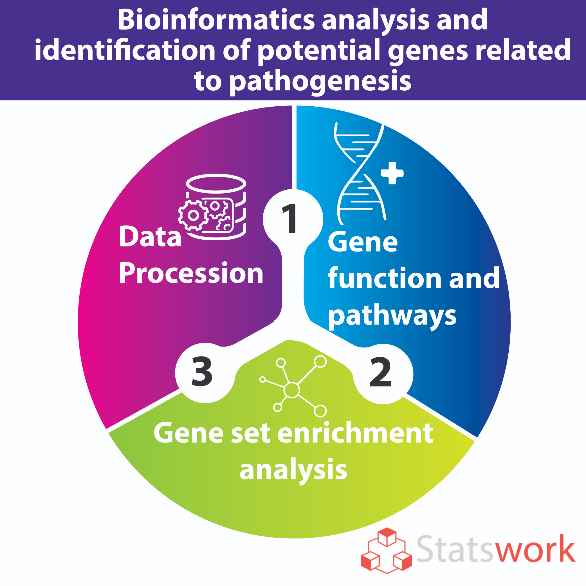 Bioinformatics analysis and
identification of potential genes related
to pathogenesis
1
Data
Procession
Gene
function and
pathways
3
2
Gene set enrichment
analysis
Statswork